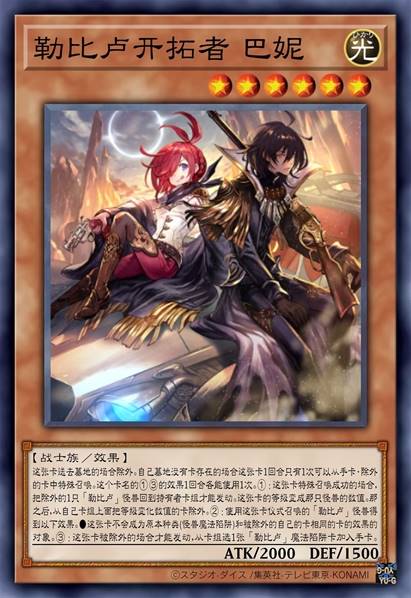 勒比卢开拓者 巴妮
ひかり
光
【战士族／效果】
这张卡送去墓地的场合除外。自己墓地没有卡存在的场合这张卡1回合只有1次可以从手卡·除外
的卡中特殊召唤。这个卡名的①③的效果1回合各能使用1次。①：这张卡特殊召唤成功的场合，
把除外的1只「勒比卢」怪兽回到持有者卡组才能发动。这张卡的等级变成那只怪兽的数值。那
之后，从自己卡组上面把等级变化数值的卡除外。②：使用这张卡仪式召唤的「勒比卢」怪兽得
得到以下效果。●这张卡不会成为原本种类(怪兽魔法陷阱)和被除外的自己的卡相同的卡的效果的
对象。③：这张卡被除外的场合才能发动，从卡组选1张「勒比卢」魔法陷阱卡加入手卡。
ATK/2000 DEF/1500
©スタジオ·ダイス /集英社·テレビ東京·KONAMI